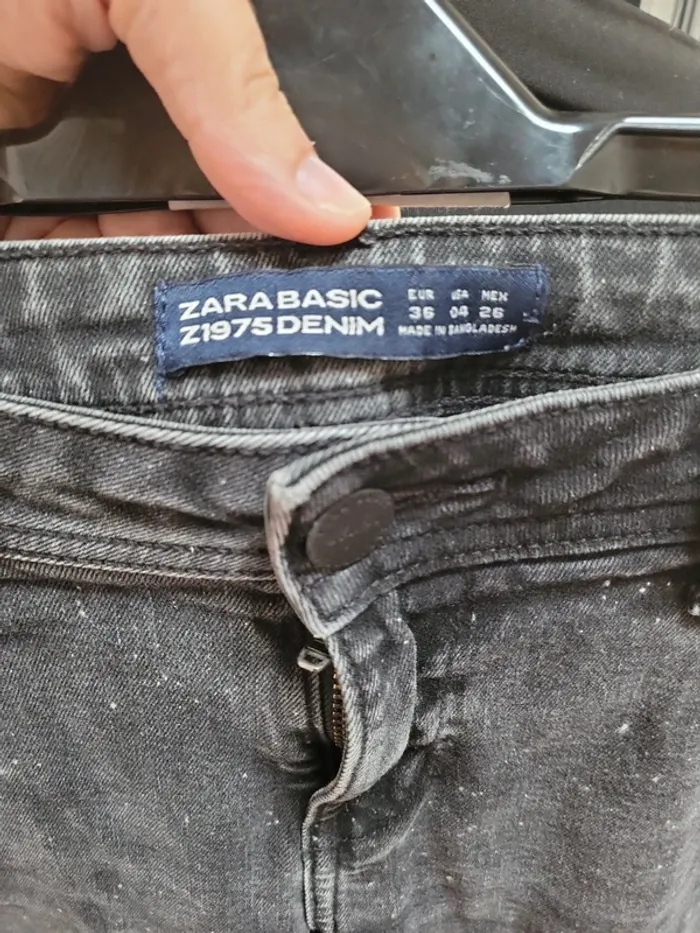 ZARA BASIC
Z1975 DENIM
EUR USA MEX
36 04 26
MADE IN BANGLADESH